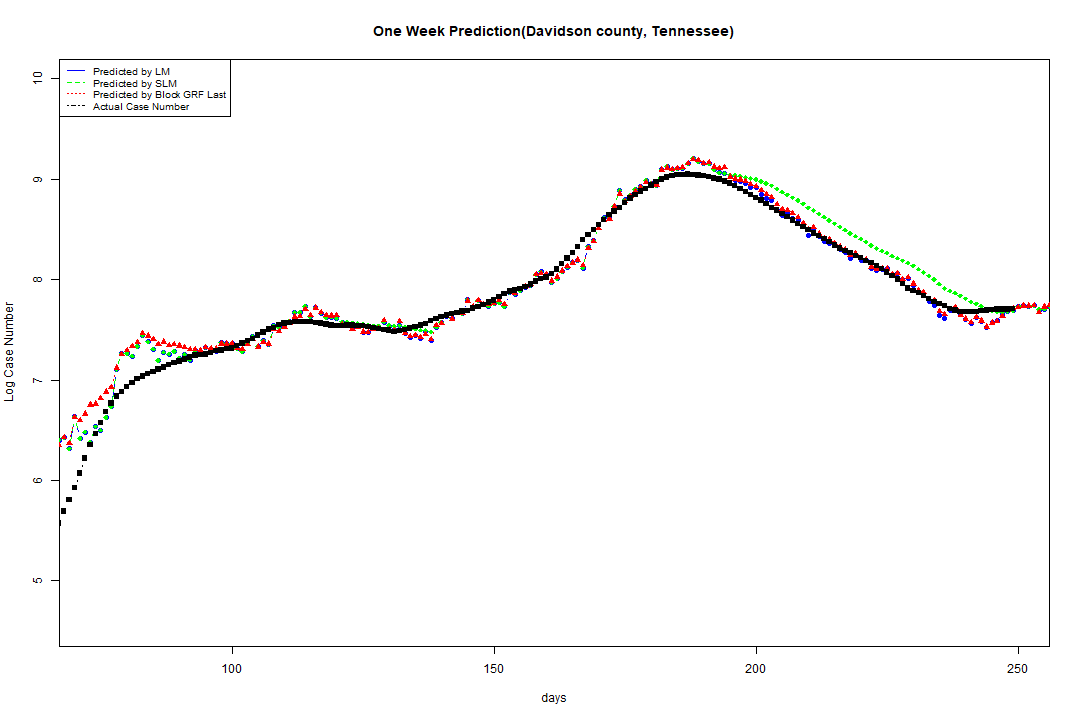 One Week Prediction(Davidson county, Tennessee)
Predicted by LM
Predicted by SLM
Predicted by Block GRF Last
Actual Case Number
10
9
8
7
6
5
Log Case Number
100
150
200
250
days